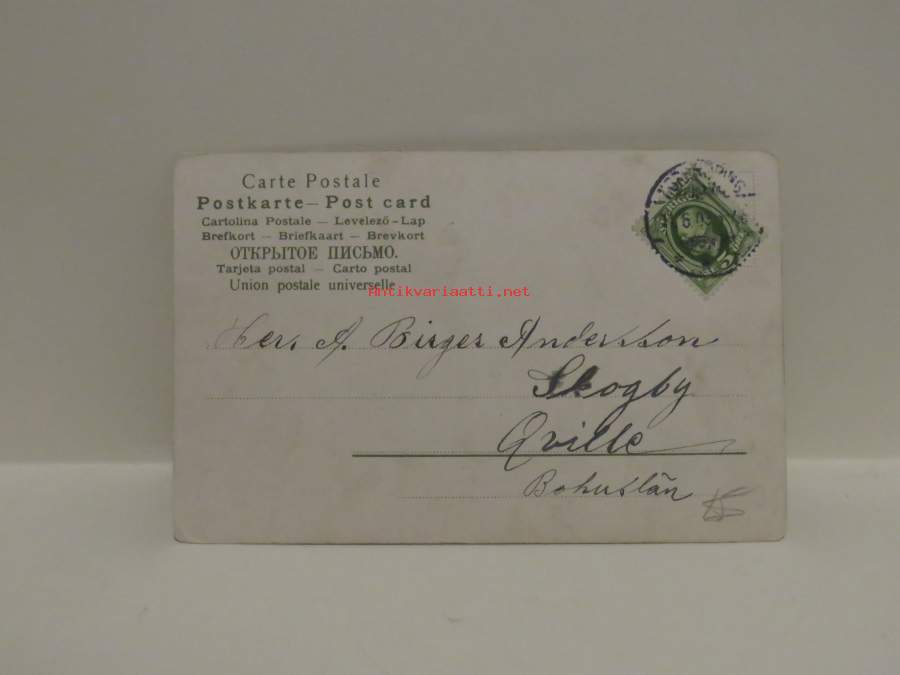 Carte Postale
Postkarte — Post card
Cartolina Postale — Levelező - Lap
Brefkort — Briefkaart — Brevkort
ОТКРЫТОЕ ПИСЬМО.
Tarjeta postal — Carto postal
Union postale universelle
Antikvariaatti.net
Herr A. Birger Andersson
Skogby
Qville
Bohuslän